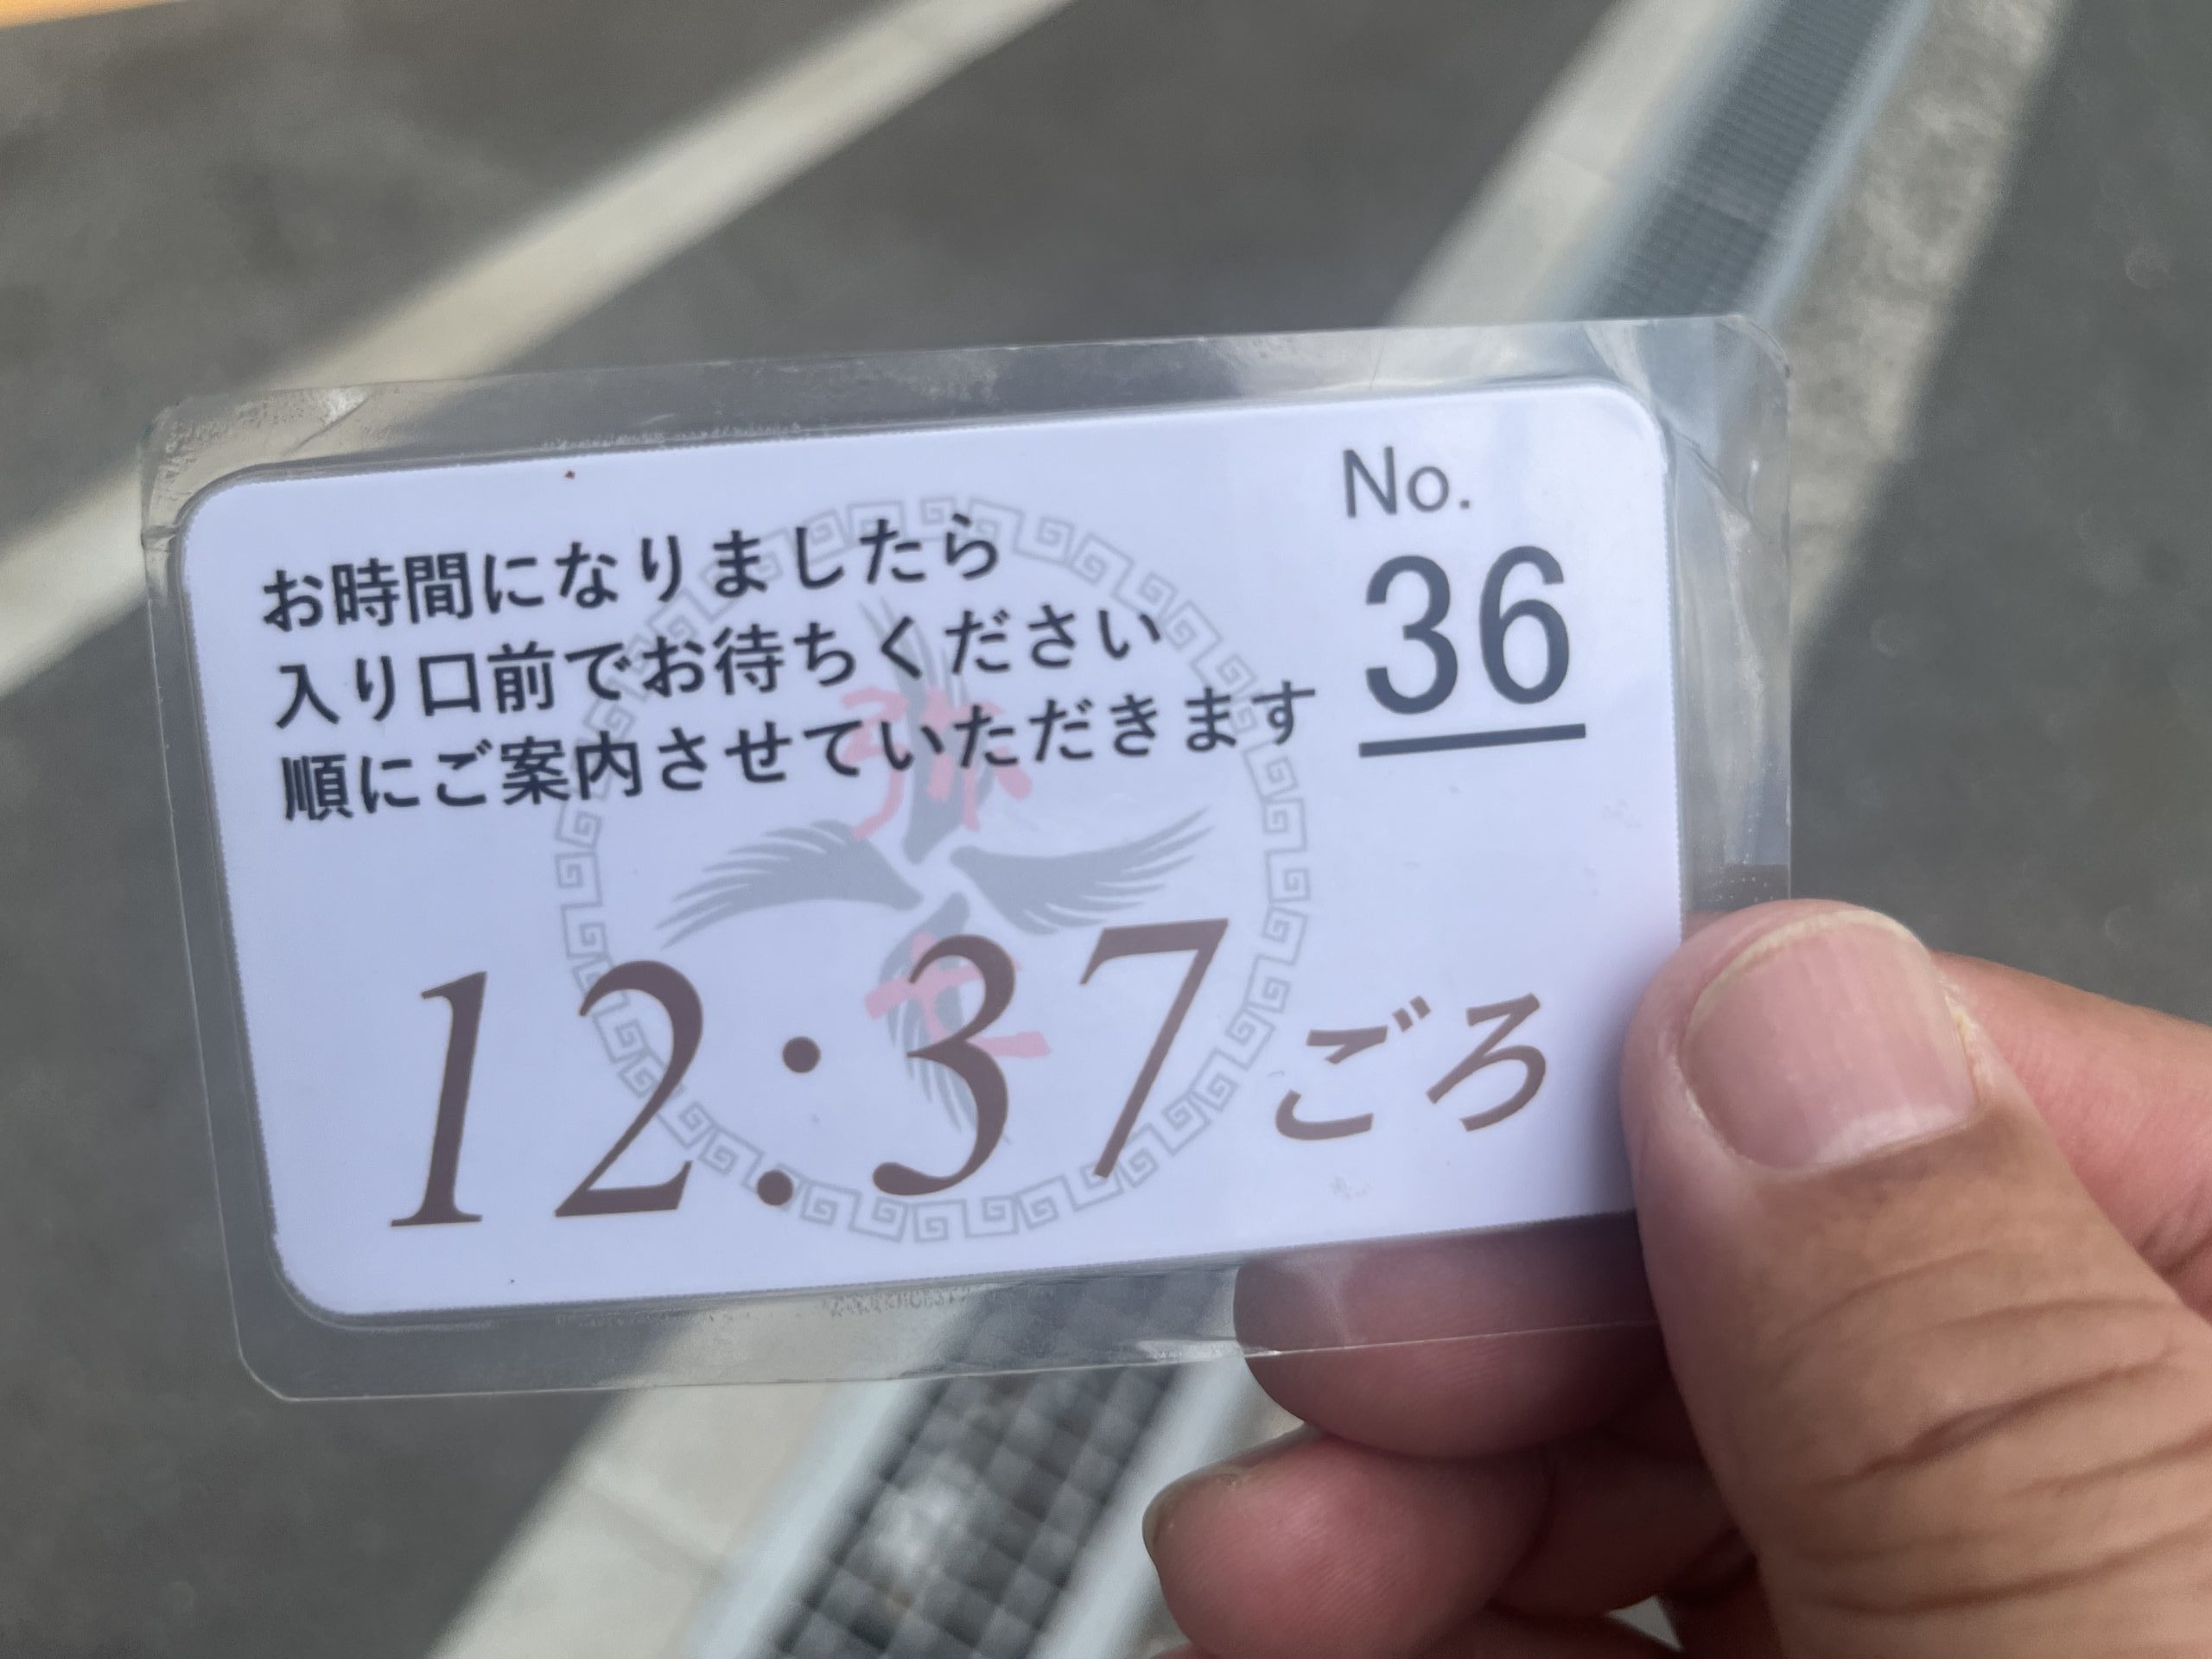 お時間になりましたら
入り口前でお待ちください
順にご案内させていただきます
No.
36
弥
七
12:37ごろ